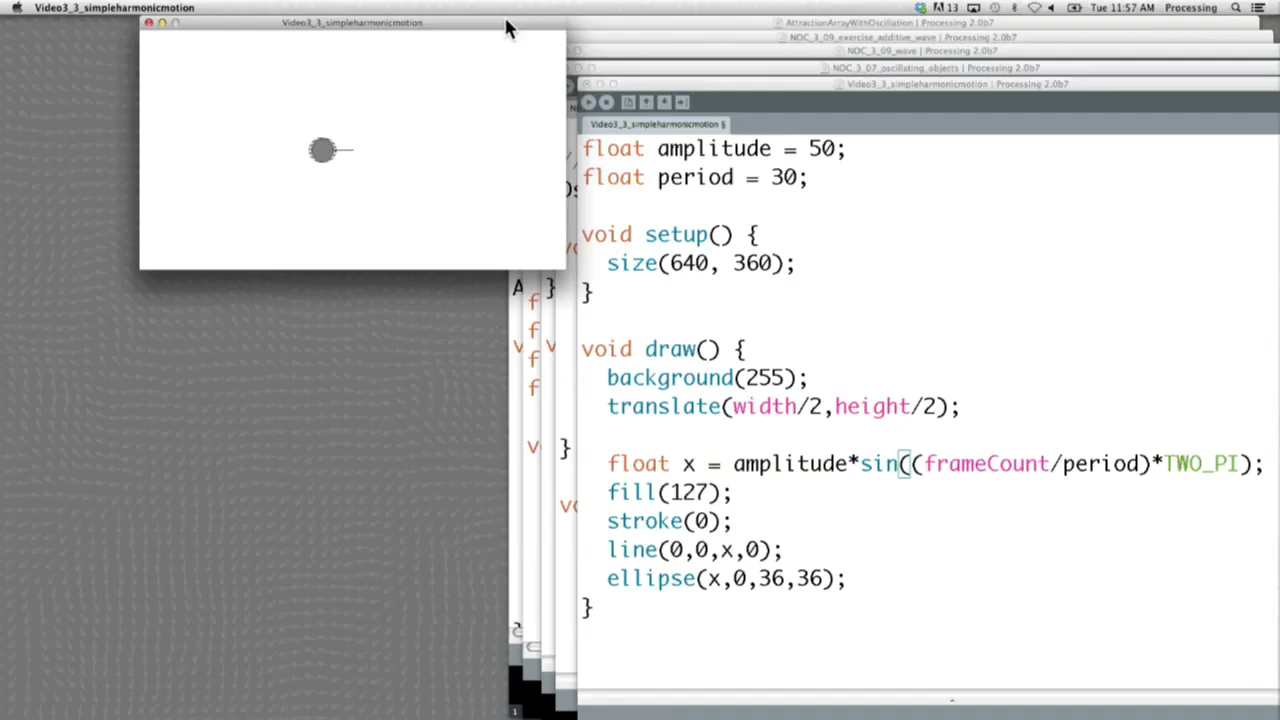 Video3_3_simpleharmonicmotion
13
Tue 11:57 AM Processing
Video3_3_simpleharmonicmotion
AttractionArrayWithOscillation | Processing 2.0b7
NOC_3_09_exercise_additive_wave | Processing 2.0b7
NOC_3_09_wave | Processing 2.0b7
NOC_3_07_oscillating_objects | Processing 2.0b7
Video3_3_simpleharmonicmotion | Processing 2.0b7
Video3_3_simpleharmonicmotion §
float amplitude = 50;
float period = 30;
void setup() {
size(640, 360);
}
void draw() {
background(255);
translate(width/2,height/2);
float x = amplitude*sin((frameCount/period)*TWO_PI);
fill(127);
stroke(0);
line(0,0,x,0);
ellipse(x,0,36,36);
}
1